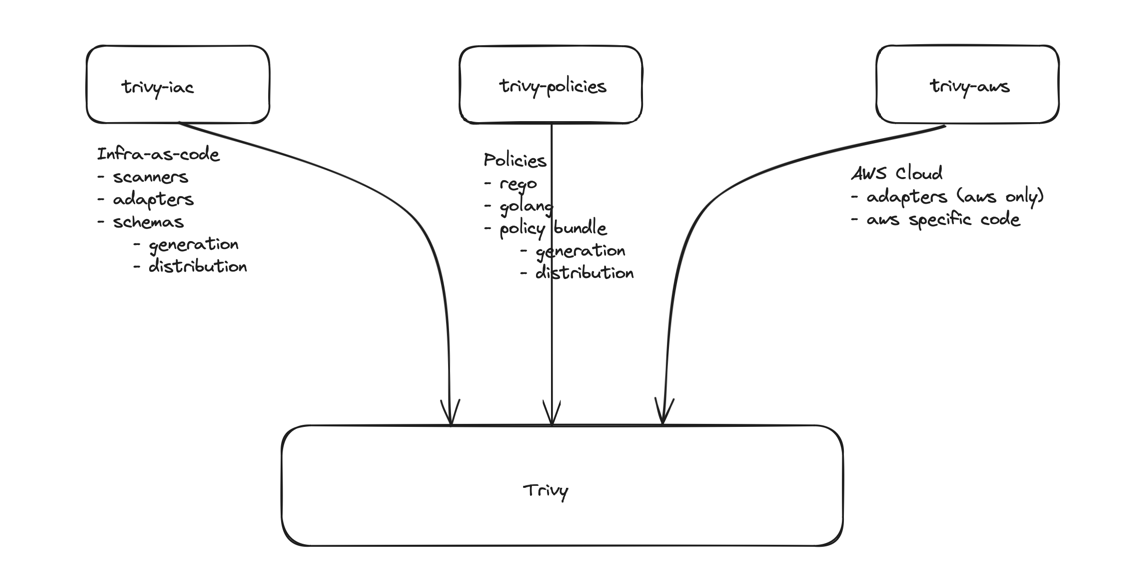 trivy-iac
trivy-policies
trivy-aws
Infra-as-code
- scanners
- adapters
- schemas
- generation
- distribution
Policies
- rego
- golang
- policy bundle
- generation
- distribution
AWS Cloud
- adapters (aws only)
- aws specific code
Trivy